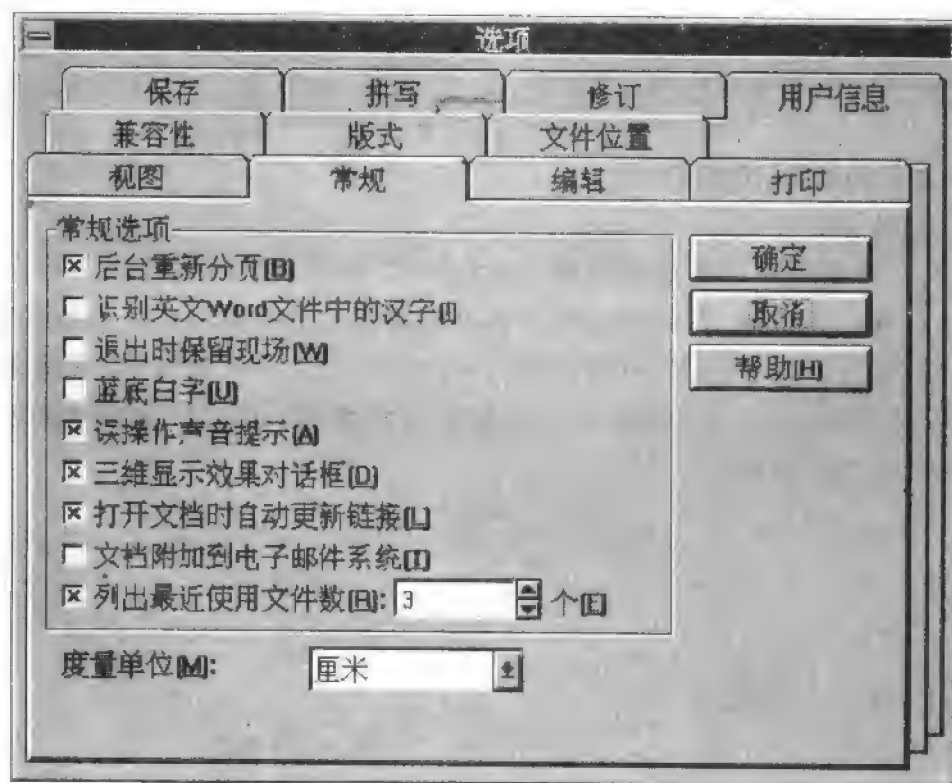 选项
保存 拼写 修订 用户信息
兼容性 版式 文件位置
视图 常规 编辑 打印
常规选项
后台重新分页(B)
识别英文Word文件中的汉字(I)
退出时保留现场(W)
蓝底白字(U)
误操作声音提示(A)
三维显示效果对话框(D)
打开文档时自动更新链接(L)
文档附加到电子邮件系统(T)
列出最近使用文件数(R): 3 个(E)
度量单位(M): 厘米
确定
取消
帮助(H)